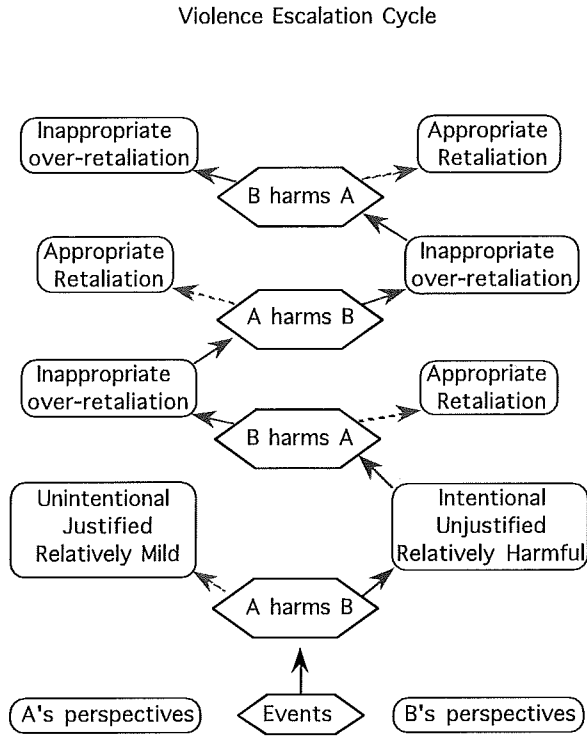 Violence Escalation Cycle
Inappropriate
over-retaliation
Appropriate
Retaliation
B harms A
Appropriate
Retaliation
Inappropriate
over-retaliation
A harms B
Inappropriate
over-retaliation
Appropriate
Retaliation
B harms A
Unintentional
Justified
Relatively Mild
Intentional
Unjustified
Relatively Harmful
A harms B
A's perspectives
Events
B's perspectives